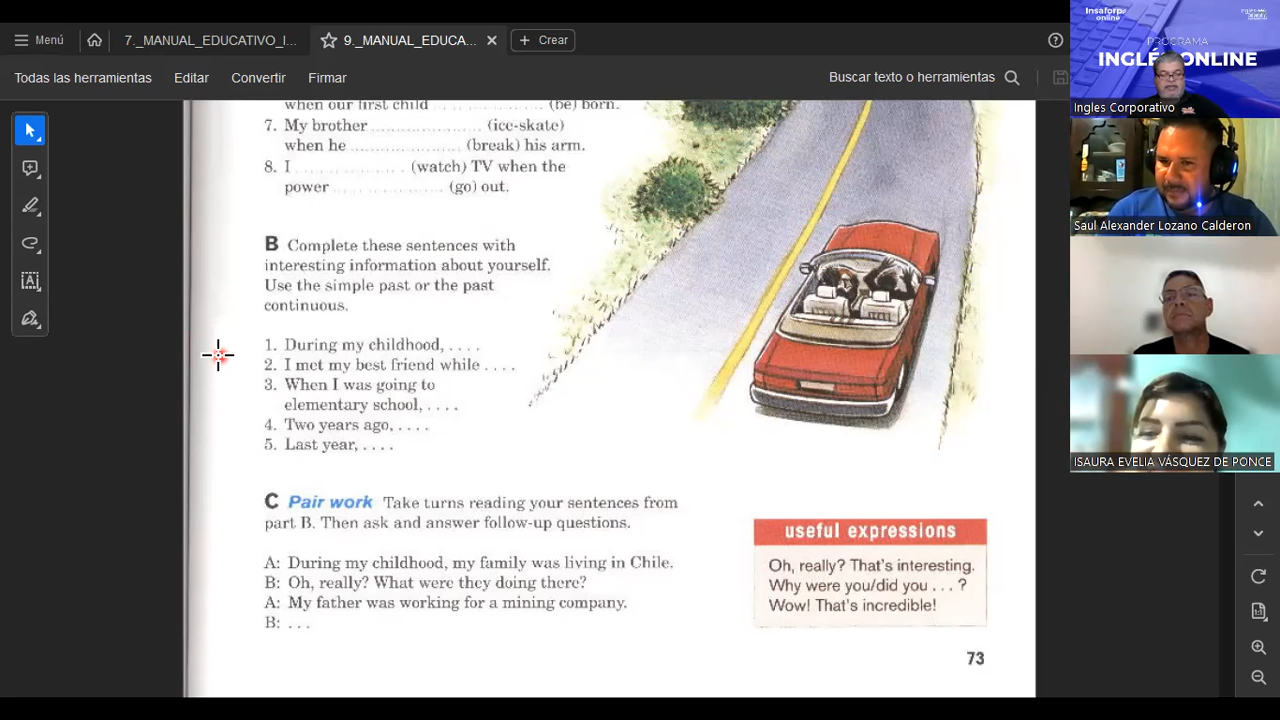 Menú
7._MANUAL_EDUCATIVO_I...
9._MANUAL_EDUCA...
Crear
Todas las herramientas
Editar
Convertir
Firmar
Buscar texto o herramientas
when our first child .................... (be) born.
7. My brother .................... (ice-skate)
when he .................... (break) his arm.
8. I .................... (watch) TV when the
power .................... (go) out.
B Complete these sentences with
interesting information about yourself.
Use the simple past or the past
continuous.
1. During my childhood, . . . .
2. I met my best friend while . . . .
3. When I was going to
elementary school, . . . .
4. Two years ago, . . . .
5. Last year, . . . .
C Pair work Take turns reading your sentences from
part B. Then ask and answer follow-up questions.
A: During my childhood, my family was living in Chile.
B: Oh, really? What were they doing there?
A: My father was working for a mining company.
B: . . .
useful expressions
Oh, really? That's interesting.
Why were you/did you . . . ?
Wow! That's incredible!
73
Insaforp
online
PROGRAMA
INGLÉS ONLINE
Ingles Corporativo
Saul Alexander Lozano Calderon
ISAURA EVELIA VÁSQUEZ DE PONCE